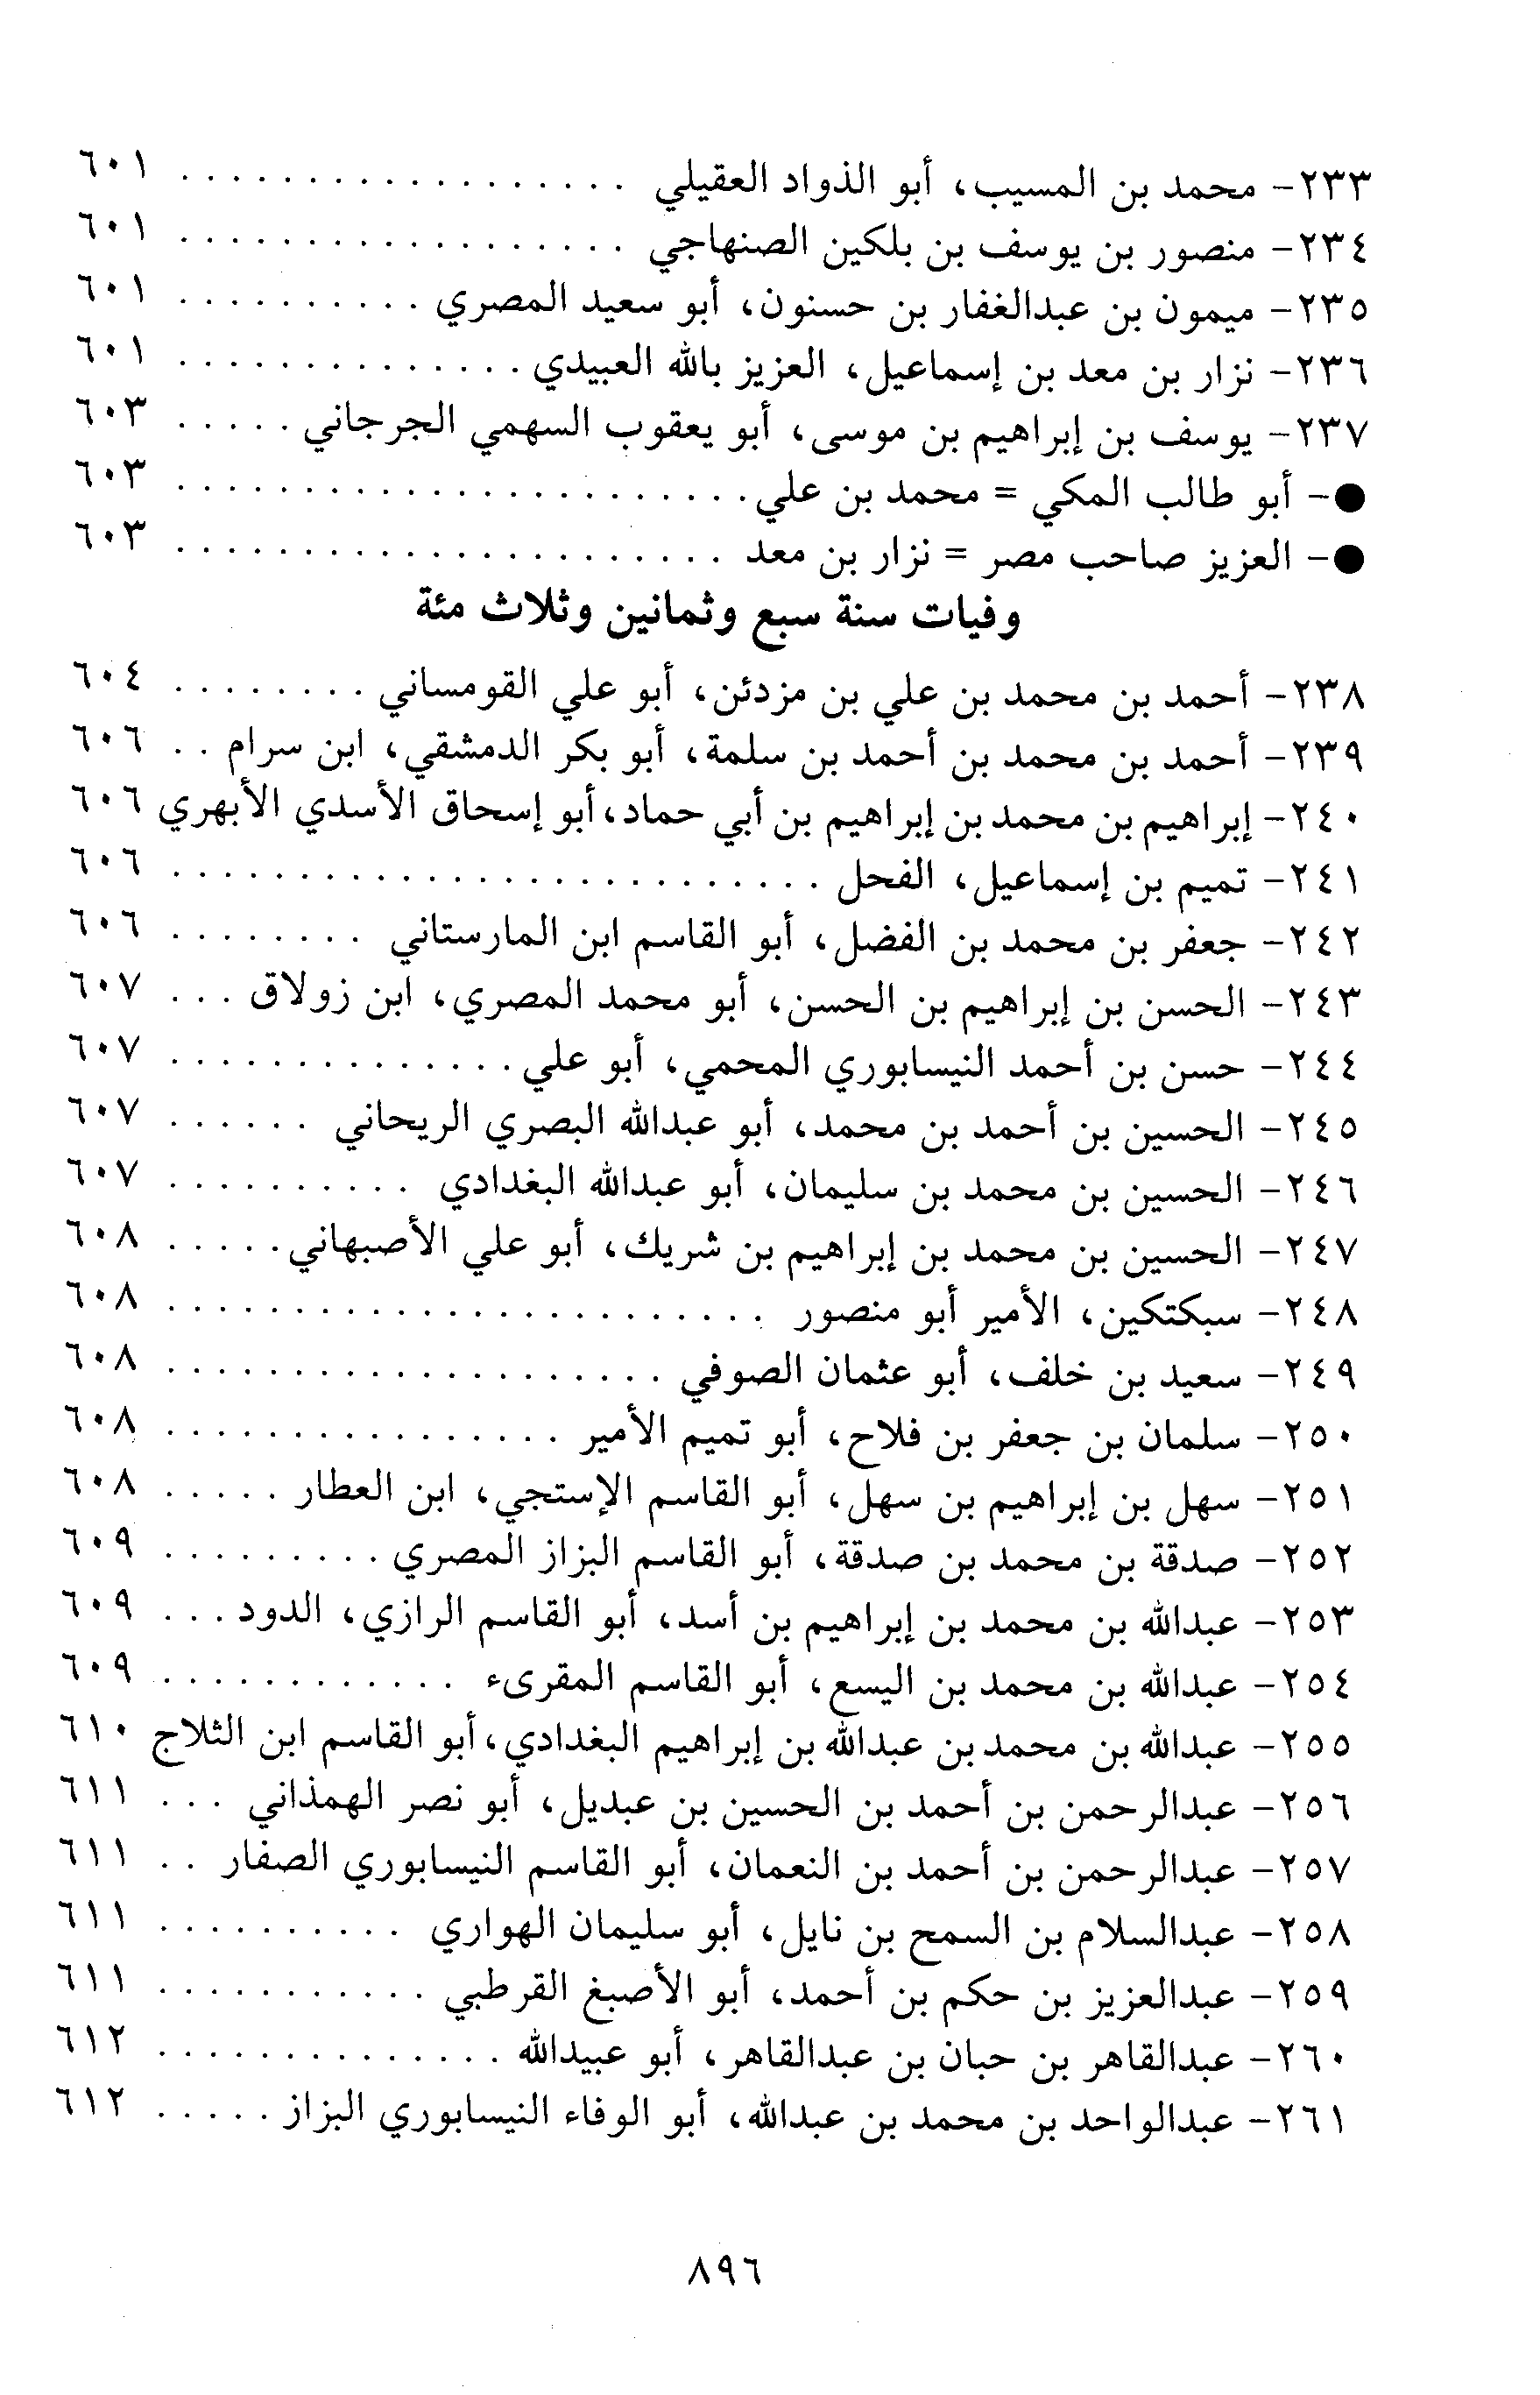 ٢٣٣- محمد بن المسيب، أبو الذواد العقيلي . . . . . . . . . . . . . . . . . . ٦٠١
٢٣٤- منصور بن يوسف بن بلكين الصنهاجي . . . . . . . . . . . . . . . . . . ٦٠١
٢٣٥- ميمون بن عبدالغفار بن حسنون، أبو سعيد المصري . . . . . . . . . . ٦٠١
٢٣٦- نزار بن معد بن إسماعيل، العزيز بالله العبيدي . . . . . . . . . . . . . . ٦٠١
٢٣٧- يوسف بن إبراهيم بن موسى، أبو يعقوب السهمي الجرجاني . . . . . ٦٠٣
●- أبو طالب المكي = محمد بن علي . . . . . . . . . . . . . . . . . . . . . . . ٦٠٣
●- العزيز صاحب مصر = نزار بن معد . . . . . . . . . . . . . . . . . . . . . . ٦٠٣
وفيات سنة سبع وثمانين وثلاث مئة
٢٣٨- أحمد بن محمد بن علي بن مزدئن، أبو علي القومساني . . . . . . . . ٦٠٤
٢٣٩- أحمد بن محمد بن أحمد بن سلمة، أبو بكر الدمشقي، ابن سرام . . ٦٠٦
٢٤٠- إبراهيم بن محمد بن إبراهيم بن أبي حماد، أبو إسحاق الأسدي الأبهري ٦٠٦
٢٤١- تميم بن إسماعيل، الفحل . . . . . . . . . . . . . . . . . . . . . . . . . . ٦٠٦
٢٤٢- جعفر بن محمد بن الفضل، أبو القاسم ابن المارستاني . . . . . . . . ٦٠٦
٢٤٣- الحسن بن إبراهيم بن الحسن، أبو محمد المصري، ابن زولاق . . . ٦٠٧
٢٤٤- حسن بن أحمد النيسابوري المحمي، أبو علي . . . . . . . . . . . . . . ٦٠٧
٢٤٥- الحسين بن أحمد بن محمد، أبو عبدالله البصري الريحاني . . . . . . ٦٠٧
٢٤٦- الحسين بن محمد بن سليمان، أبو عبدالله البغدادي . . . . . . . . . . ٦٠٧
٢٤٧- الحسين بن محمد بن إبراهيم بن شريك، أبو علي الأصبهاني . . . . . ٦٠٨
٢٤٨- سبكتكين، الأمير أبو منصور . . . . . . . . . . . . . . . . . . . . . . . . ٦٠٨
٢٤٩- سعيد بن خلف، أبو عثمان الصوفي . . . . . . . . . . . . . . . . . . . . ٦٠٨
٢٥٠- سلمان بن جعفر بن فلاح، أبو تميم الأمير . . . . . . . . . . . . . . . . ٦٠٨
٢٥١- سهل بن إبراهيم بن سهل، أبو القاسم الإستجي، ابن العطار . . . . . ٦٠٨
٢٥٢- صدقة بن محمد بن صدقة، أبو القاسم البزاز المصري . . . . . . . . . ٦٠٩
٢٥٣- عبدالله بن محمد بن إبراهيم بن أسد، أبو القاسم الرازي، الدود . . . ٦٠٩
٢٥٤- عبدالله بن محمد بن اليسع، أبو القاسم المقرىء . . . . . . . . . . . . ٦٠٩
٢٥٥- عبدالله بن محمد بن عبدالله بن إبراهيم البغدادي، أبو القاسم ابن الثلاج ٦١٠
٢٥٦- عبدالرحمن بن أحمد بن الحسين بن عبديل، أبو نصر الهمذاني . . . ٦١١
٢٥٧- عبدالرحمن بن أحمد بن النعمان، أبو القاسم النيسابوري الصفار . . ٦١١
٢٥٨- عبدالسلام بن السمح بن نايل، أبو سليمان الهواري . . . . . . . . . . ٦١١
٢٥٩- عبدالعزيز بن حكم بن أحمد، أبو الأصبغ القرطبي . . . . . . . . . . . ٦١١
٢٦٠- عبدالقاهر بن حبان بن عبدالقاهر، أبو عبيدالله . . . . . . . . . . . . . . ٦١٢
٢٦١- عبدالواحد بن محمد بن عبدالله، أبو الوفاء النيسابوري البزاز . . . . . ٦١٢
٨٩٦